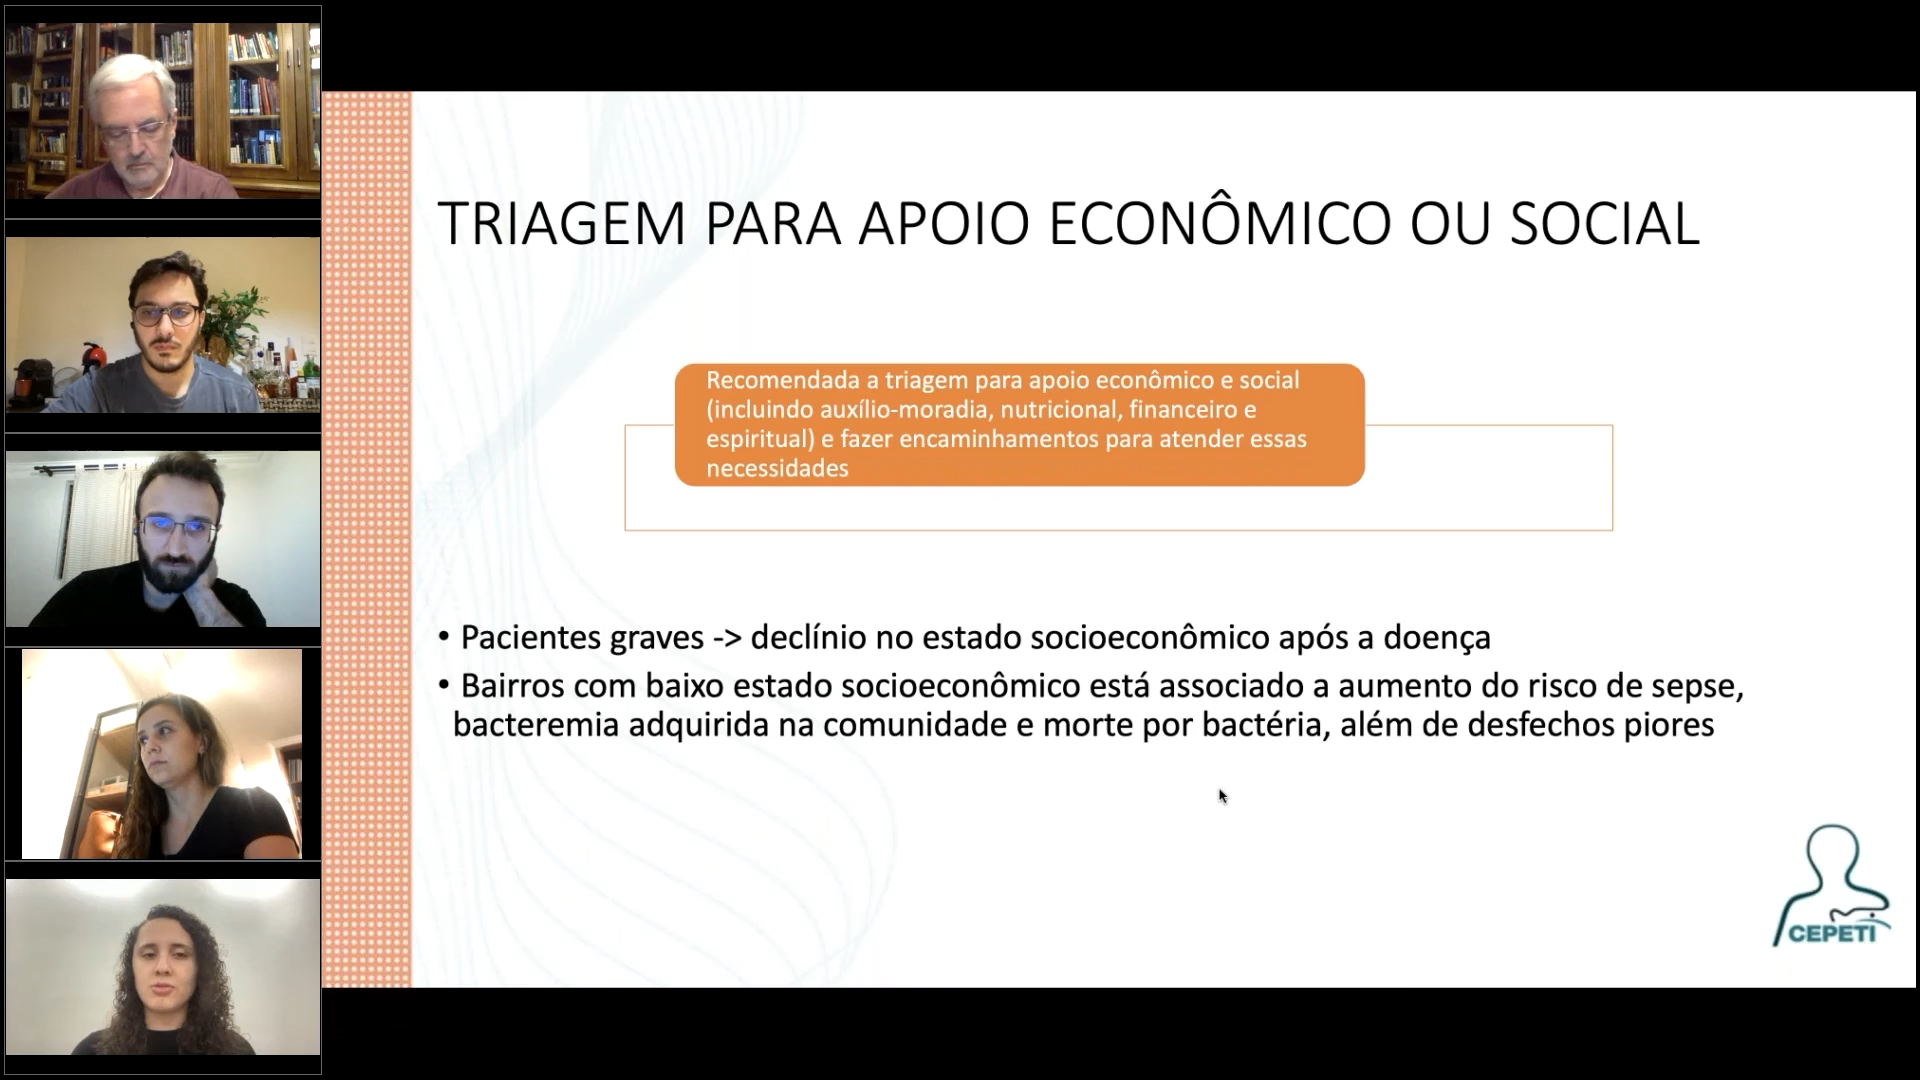 TRIAGEM PARA APOIO ECONÔMICO OU SOCIAL
Recomendada a triagem para apoio econômico e social
(incluindo auxílio-moradia, nutricional, financeiro e
espiritual) e fazer encaminhamentos para atender essas
necessidades
• Pacientes graves -> declínio no estado socioeconômico após a doença
• Bairros com baixo estado socioeconômico está associado a aumento do risco de sepse,
bacteremia adquirida na comunidade e morte por bactéria, além de desfechos piores
CEPETI